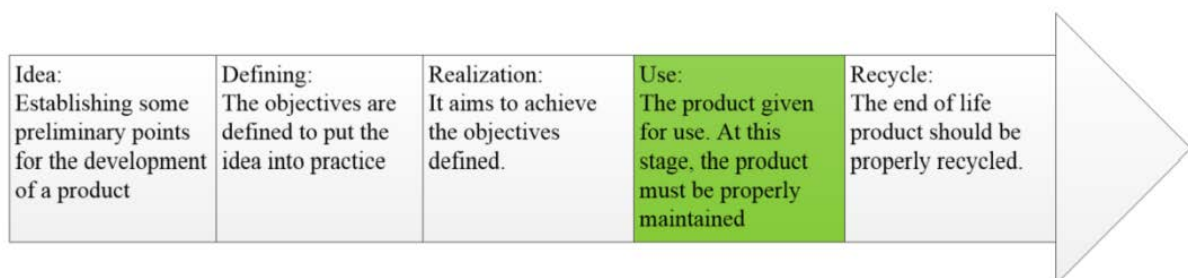 Idea:
Establishing some
preliminary points
for the development
of a product
Defining:
The objectives are
defined to put the
idea into practice
Realization:
It aims to achieve
the objectives
defined.
Use:
The product given
for use. At this
stage, the product
must be properly
maintained
Recycle:
The end of life
product should be
properly recycled.